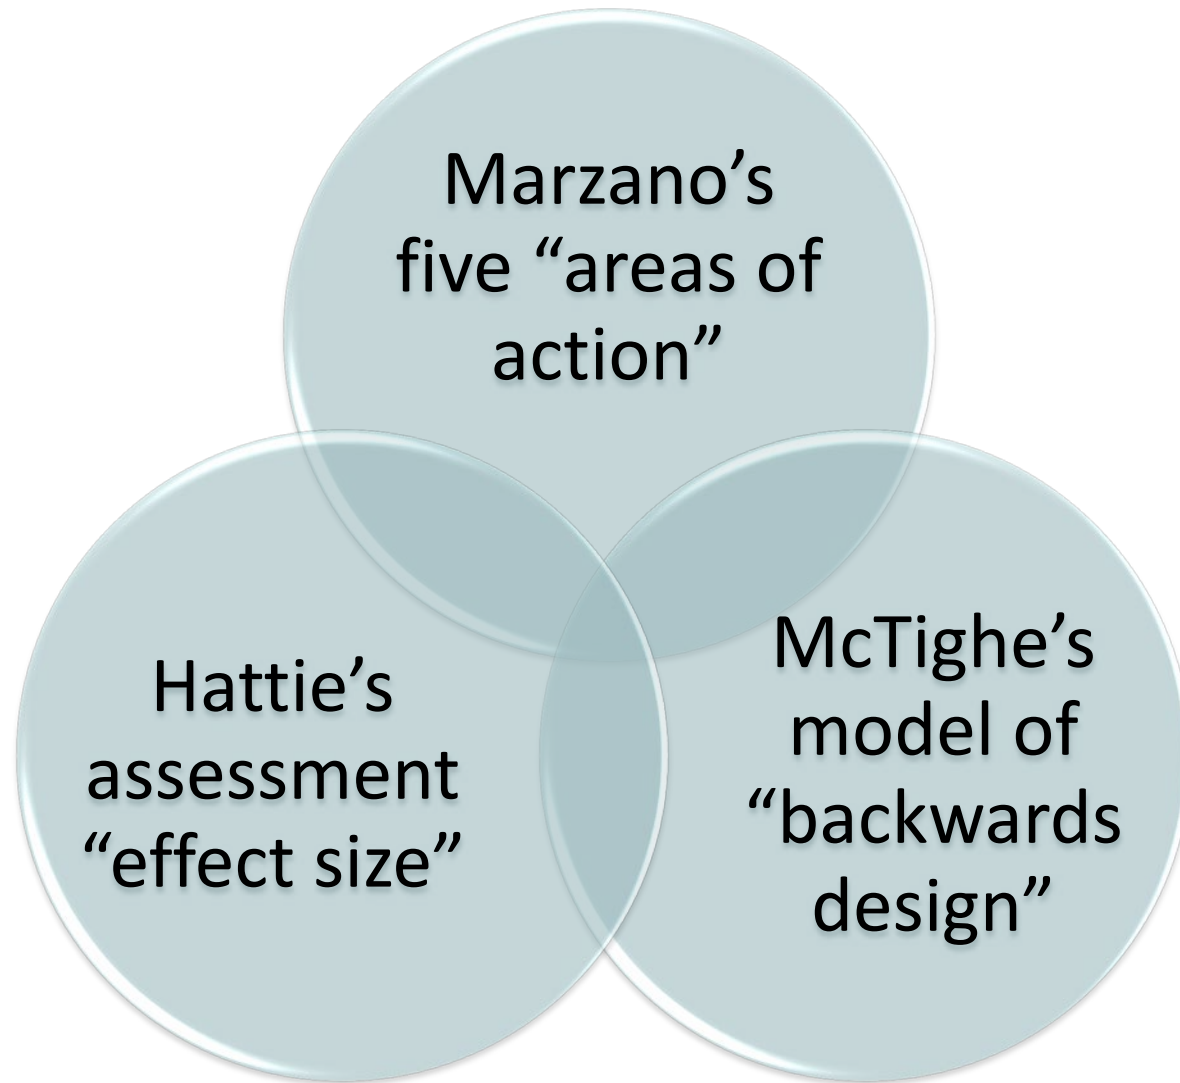 Marzano’s
five “areas of
action”
Hattie’s
assessment
“effect size”
McTighe’s
model of
“backwards
design”